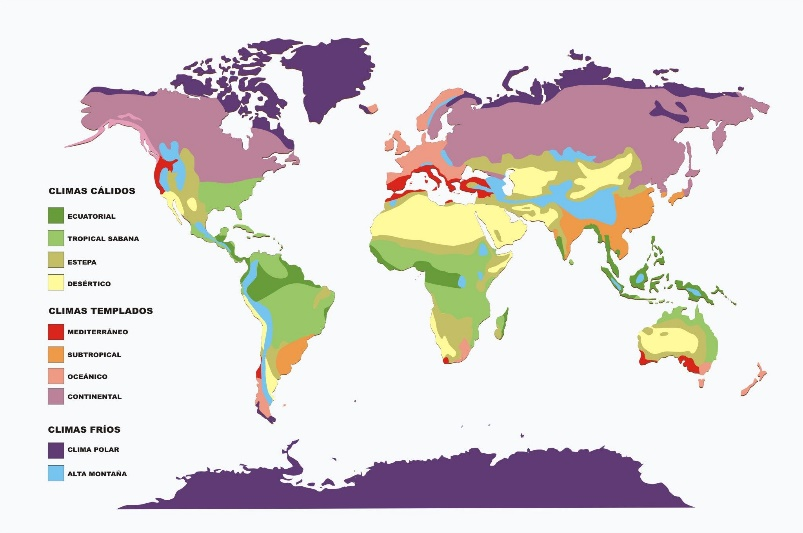 CLIMAS CÁLIDOS
ECUATORIAL
TROPICAL SABANA
ESTEPA
DESÉRTICO
CLIMAS TEMPLADOS
MEDITERRÁNEO
SUBTROPICAL
OCEÁNICO
CONTINENTAL
CLIMAS FRÍOS
CLIMA POLAR
ALTA MONTAÑA